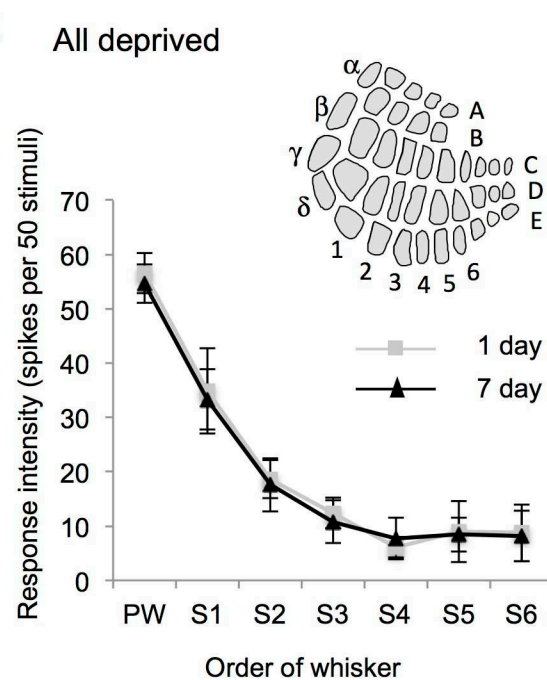 All deprived
α
β
γ
δ
A
B
C
D
E
1
2
3
4
5
6
1 day
7 day
Response intensity (spikes per 50 stimuli)
70
60
50
40
30
20
10
0
PW S1 S2 S3 S4 S5 S6
Order of whisker